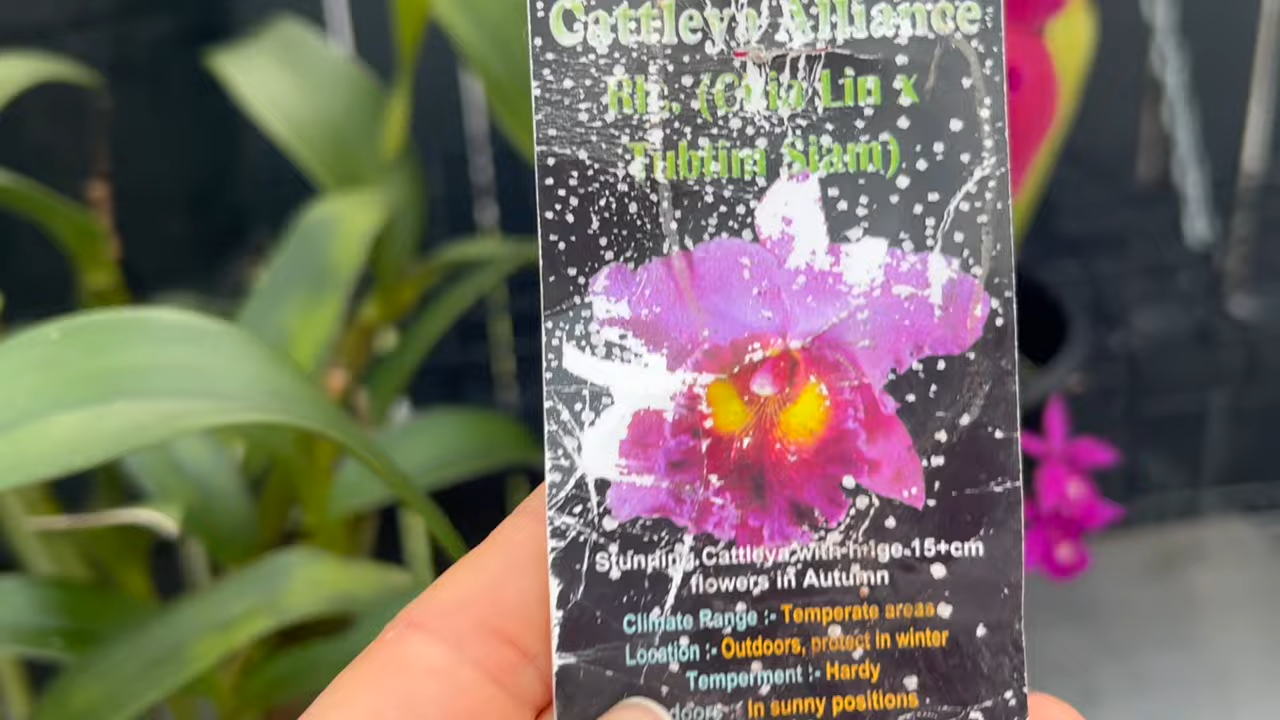 Cattleya Alliance
(Chia Lin x
Tubtim Siam)
Stunning Cattleya with huge 15+cm
flowers in Autumn
Climate Range :- Temperate areas
Location :- Outdoors, protect in winter
Temperment :- Hardy
In sunny positions